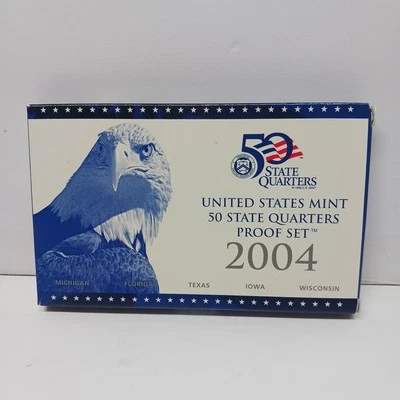 50
STATE
QUARTERS
UNITED STATES MINT
50 STATE QUARTERS
PROOF SET™
2004
MICHIGAN FLORIDA TEXAS IOWA WISCONSIN